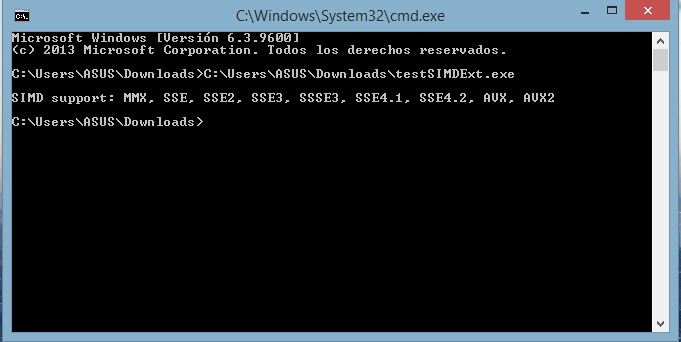 C:\Windows\System32\cmd.exe
Microsoft Windows [Versión 6.3.9600]
(c) 2013 Microsoft Corporation. Todos los derechos reservados.
C:\Users\ASUS\Downloads>C:\Users\ASUS\Downloads\testSIMDExt.exe
SIMD support: MMX, SSE, SSE2, SSE3, SSSE3, SSE4.1, SSE4.2, AVX, AVX2
C:\Users\ASUS\Downloads>